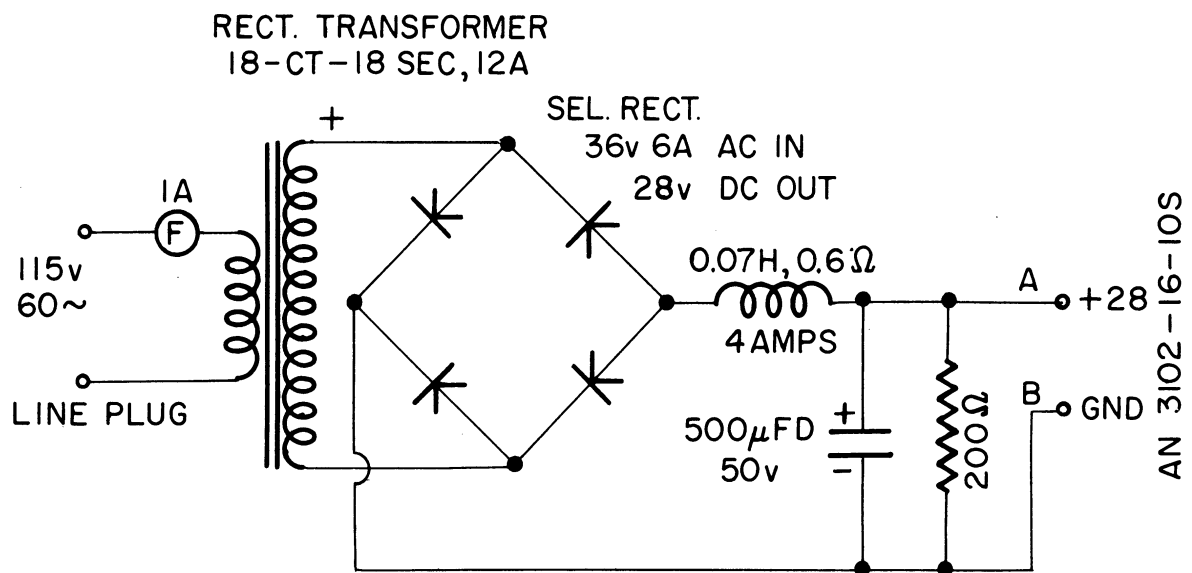 RECT. TRANSFORMER
18-CT-18 SEC, 12A
+
SEL. RECT.
36v 6A AC IN
28v DC OUT
1A
F
115v
60~
LINE PLUG
0.07H, 0.6Ω
4 AMPS
A
+28
B
GND
+
500μFD
50v
-
200Ω
AN 3102-16-10S